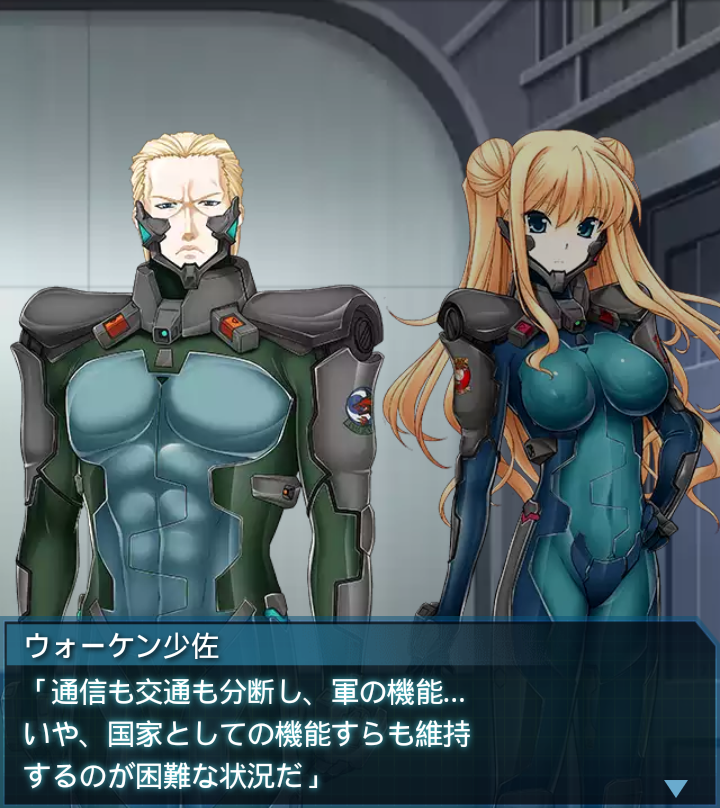 ウォーケン少佐
「通信も交通も分断し、軍の機能…
いや、国家としての機能すらも維持
するのが困難な状況だ」